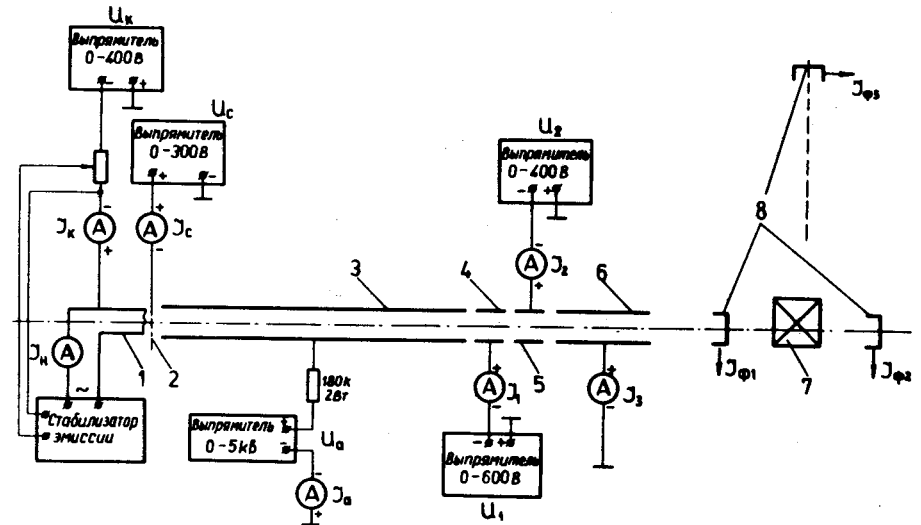 Uк
Выпрямитель
0-400В
- +
Uс
Выпрямитель
0-300В
+ -
U2
Выпрямитель
0-400В
- +
Jф3
8
Jк
A
-
+
A
Jс
+
-
A
J2
-
+
3
4
6
Jн
A
1
2
5
7
Jф1
Jф2
~
Стабилизатор
эмиссии
180к
2Вт
Выпрямитель
0-5кВ
+
-
Uа
A
Jа
-
+
A
J1
+
-
A
J3
+
-
- +
Выпрямитель
0-600В
U1